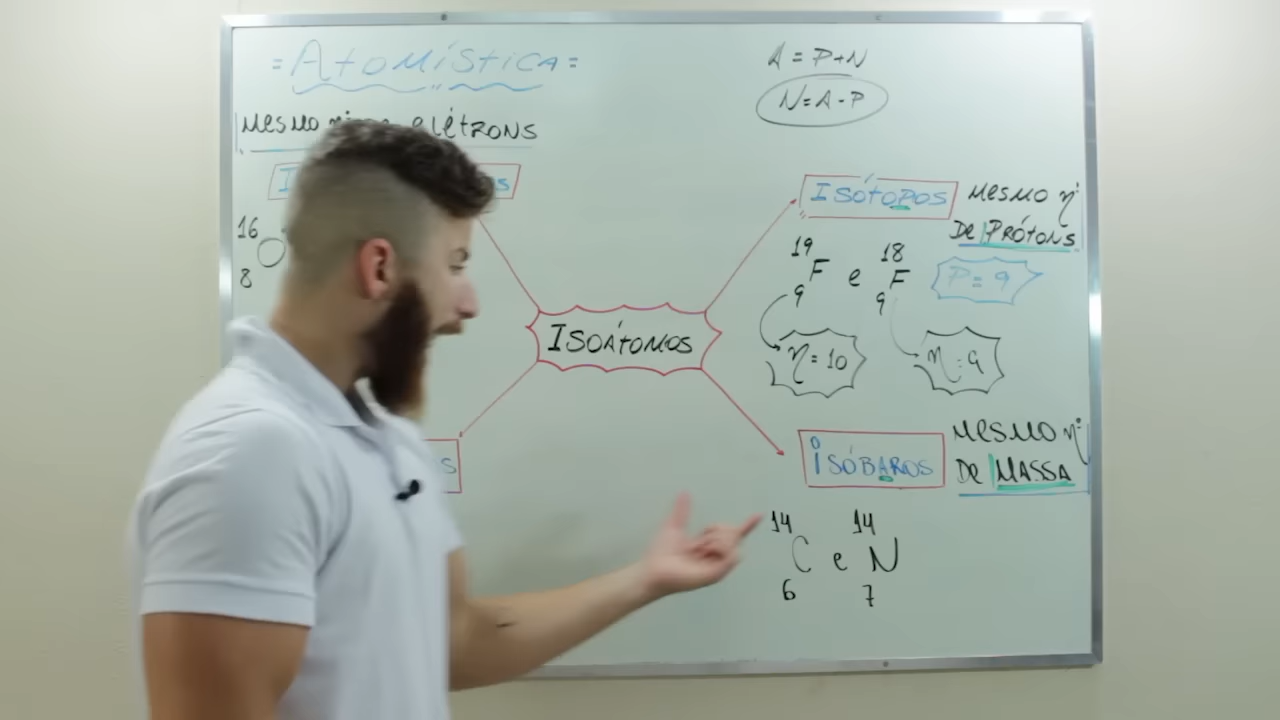 = Atomística =
A = P+N
N=A-P
MESMO elétRONS
ISÓTOPOS
MESMO nº
De PRÓTONS
16
O
8
19
F
9
e
18
F
9
P = 9
n = 10
n = 9
ISOÁTOMOS
ISÓBAROS
MESMO nº
De MASSA
S
14
C
6
e
14
N
7